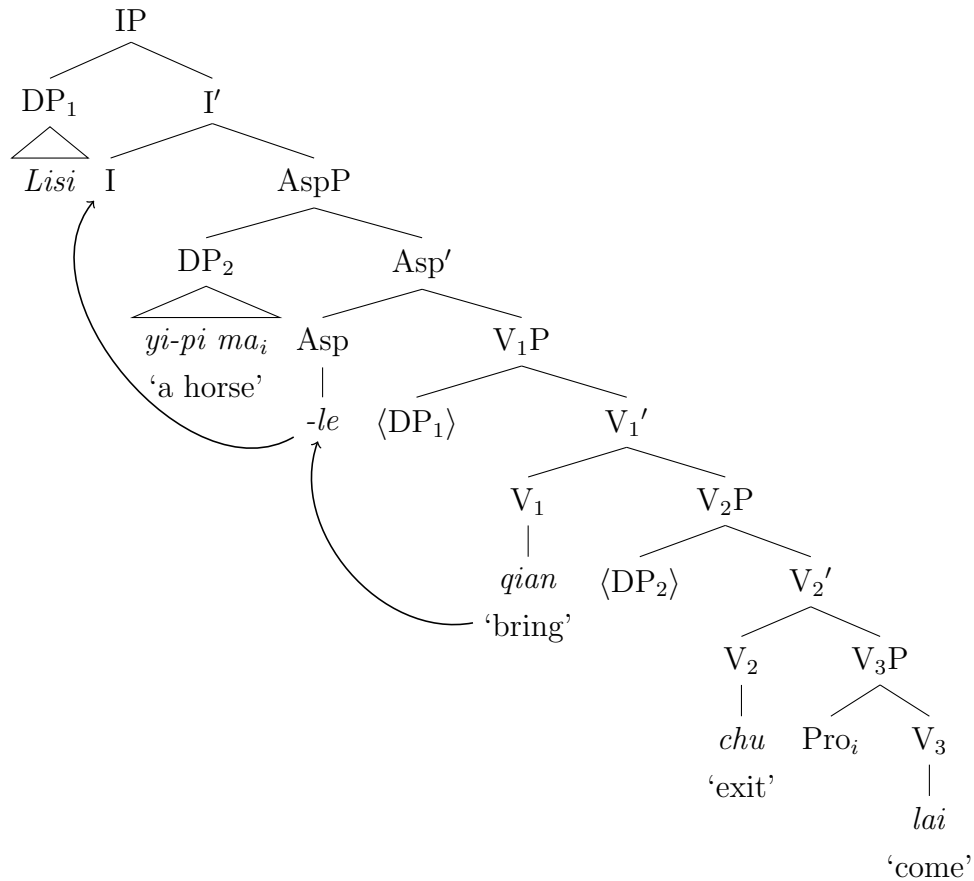 IP
DP₁ I′
Lisi I AspP
DP₂ Asp′
yi-pi maᵢ Asp V₁P
‘a horse’
-le ⟨DP₁⟩ V₁′
V₁ V₂P
qian ⟨DP₂⟩ V₂′
‘bring’
V₂ V₃P
chu Proᵢ V₃
‘exit’
lai
‘come’